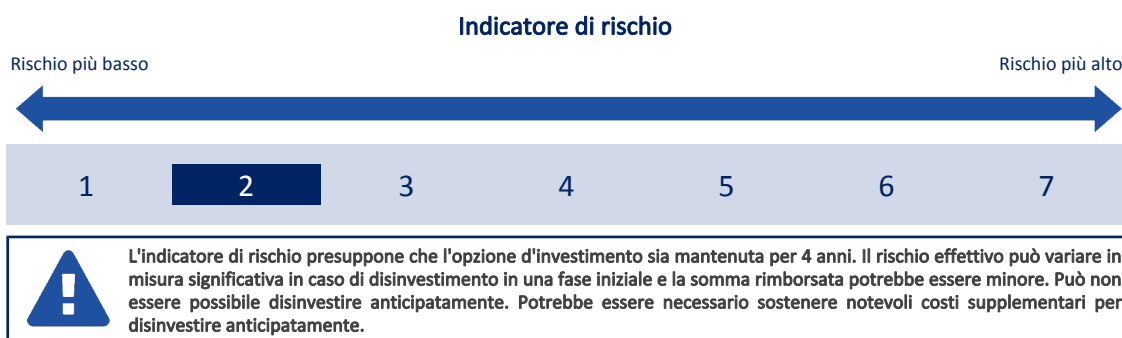 Indicatore di rischio
Rischio più basso
Rischio più alto
1 2 3 4 5 6 7
L'indicatore di rischio presuppone che l'opzione d'investimento sia mantenuta per 4 anni. Il rischio effettivo può variare in
misura significativa in caso di disinvestimento in una fase iniziale e la somma rimborsata potrebbe essere minore. Può non
essere possibile disinvestire anticipatamente. Potrebbe essere necessario sostenere notevoli costi supplementari per
disinvestire anticipatamente.